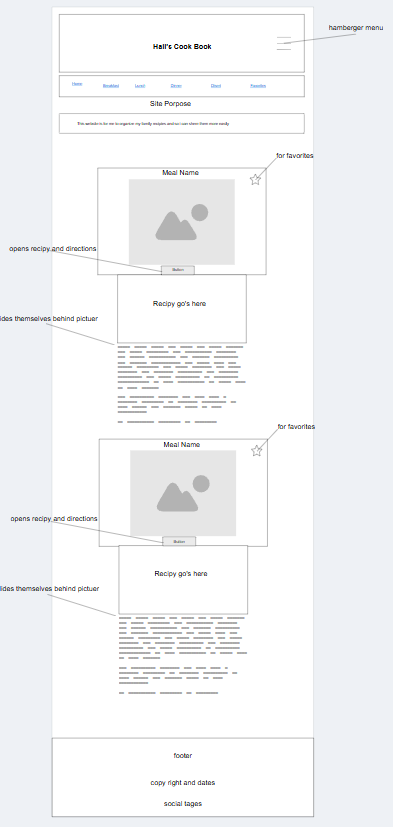 hamberger menu
Hall's Cook Book
Home Breakfast Lunch Dinner Desert Favorites
Site Porpose
This website is for me to organize my family recipes and so I can share them more easily
for favorites
Meal Name
opens recipy and directions
Button
Recipy go's here
ides themselves behind pictuer
for favorites
Meal Name
opens recipy and directions
Button
Recipy go's here
ides themselves behind pictuer
footer
copy right and dates
social tages